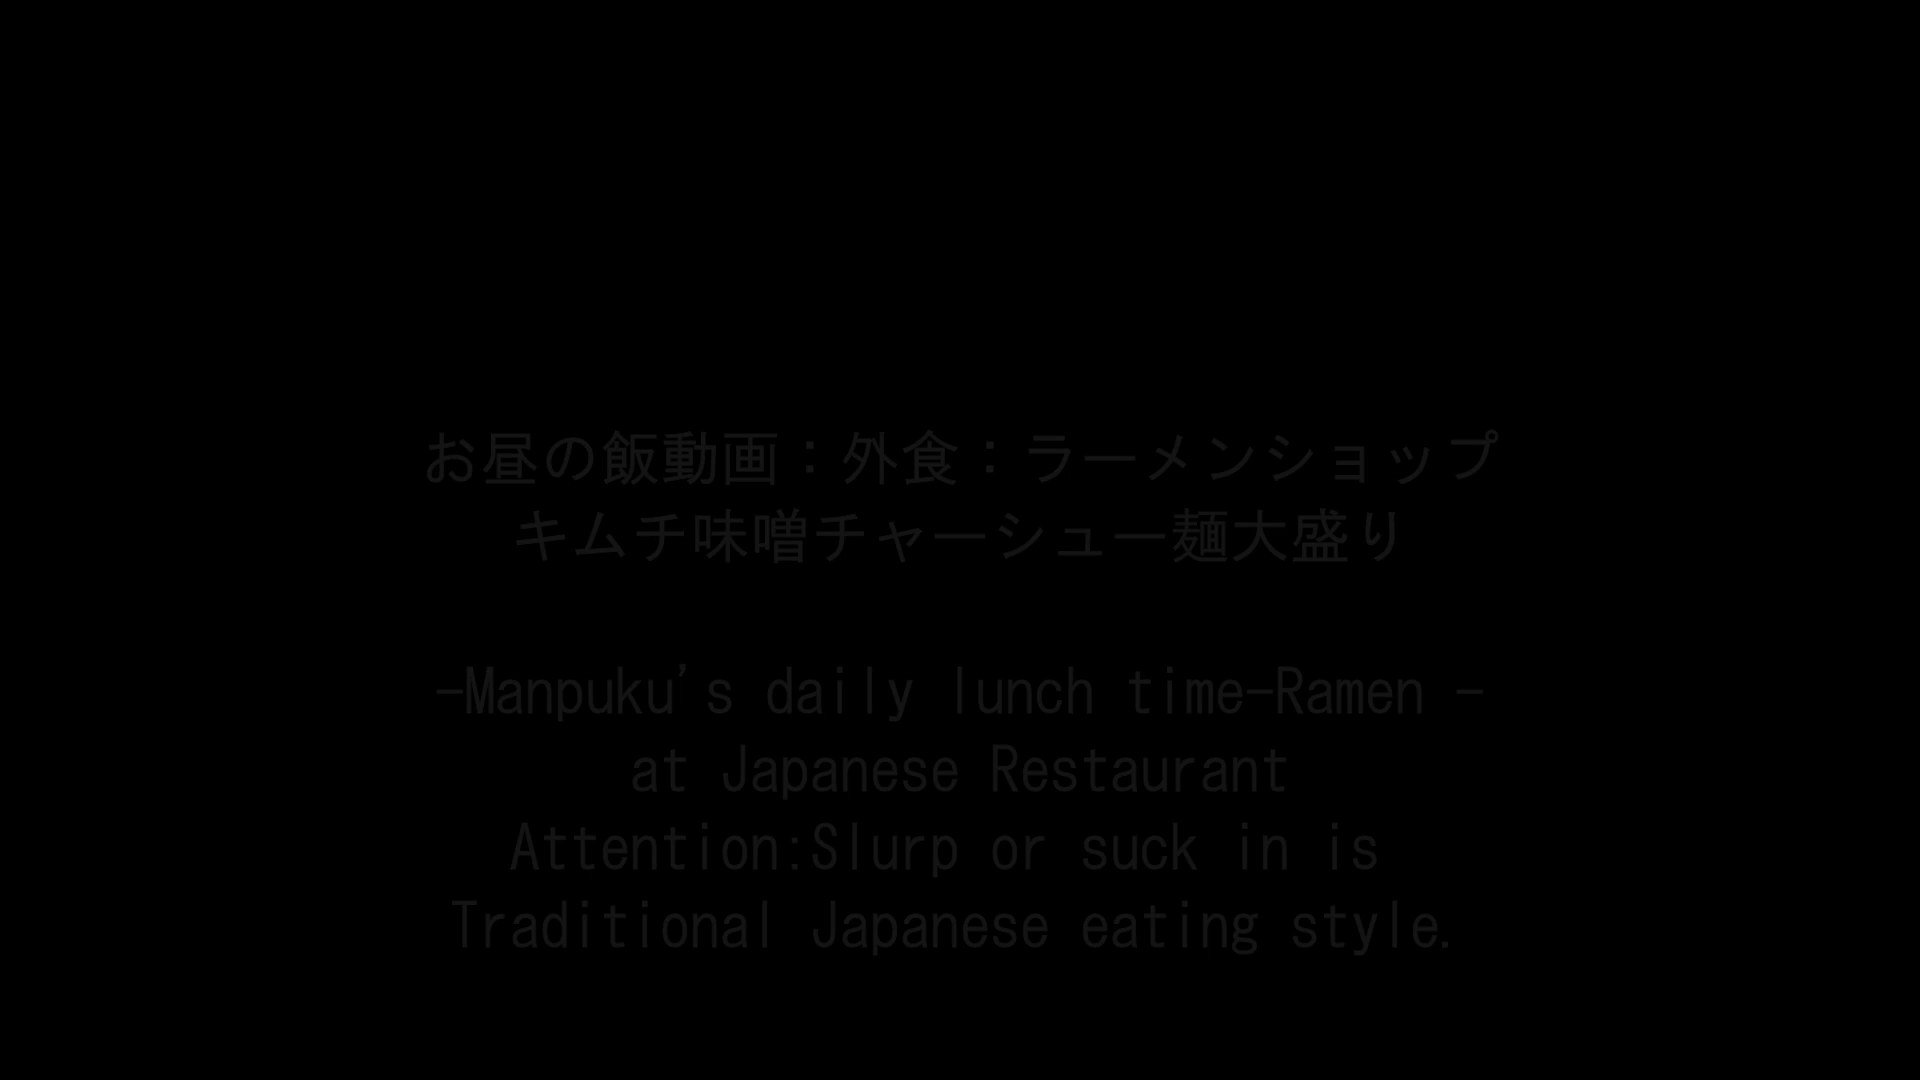 お昼の飯動画：外食：ラーメンショップ
キムチ味噌チャーシュー麺大盛り
-Manpuku's daily lunch time-Ramen -
at Japanese Restaurant
Attention:Slurp or suck in is
Traditional Japanese eating style.